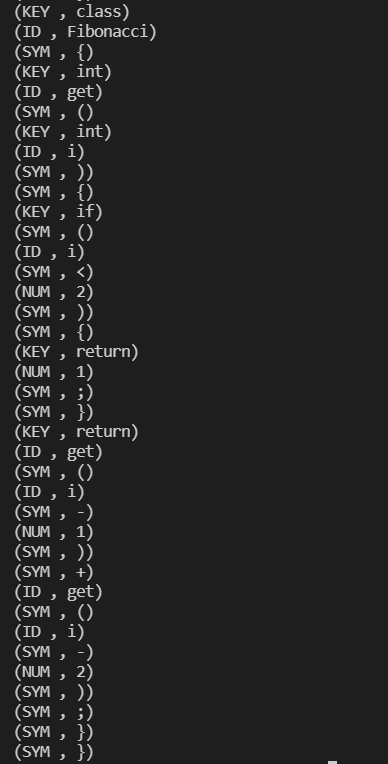 (KEY , class)
(ID , Fibonacci)
(SYM , {)
(KEY , int)
(ID , get)
(SYM , ()
(KEY , int)
(ID , i)
(SYM , ))
(SYM , {)
(KEY , if)
(SYM , ()
(ID , i)
(SYM , <)
(NUM , 2)
(SYM , ))
(SYM , {)
(KEY , return)
(NUM , 1)
(SYM , ;)
(SYM , })
(KEY , return)
(ID , get)
(SYM , ()
(ID , i)
(SYM , -)
(NUM , 1)
(SYM , ))
(SYM , +)
(ID , get)
(SYM , ()
(ID , i)
(SYM , -)
(NUM , 2)
(SYM , ))
(SYM , ;)
(SYM , })
(SYM , })